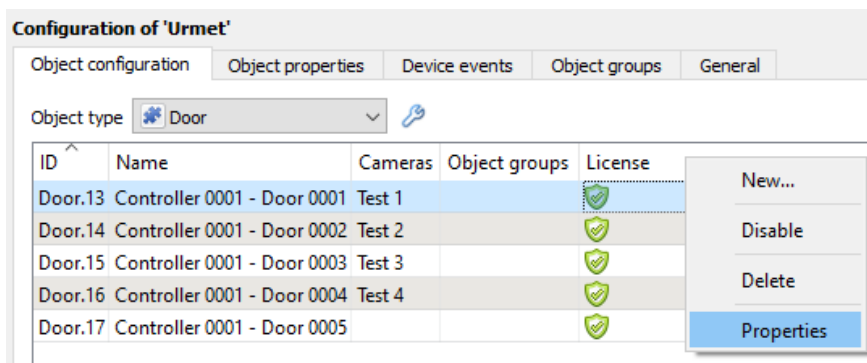 Configuration of 'Urmet'
Object configuration Object properties Device events Object groups General
Object type Door
ID Name Cameras Object groups License
Door.13 Controller 0001 - Door 0001 Test 1
Door.14 Controller 0001 - Door 0002 Test 2
Door.15 Controller 0001 - Door 0003 Test 3
Door.16 Controller 0001 - Door 0004 Test 4
Door.17 Controller 0001 - Door 0005
New...
Disable
Delete
Properties